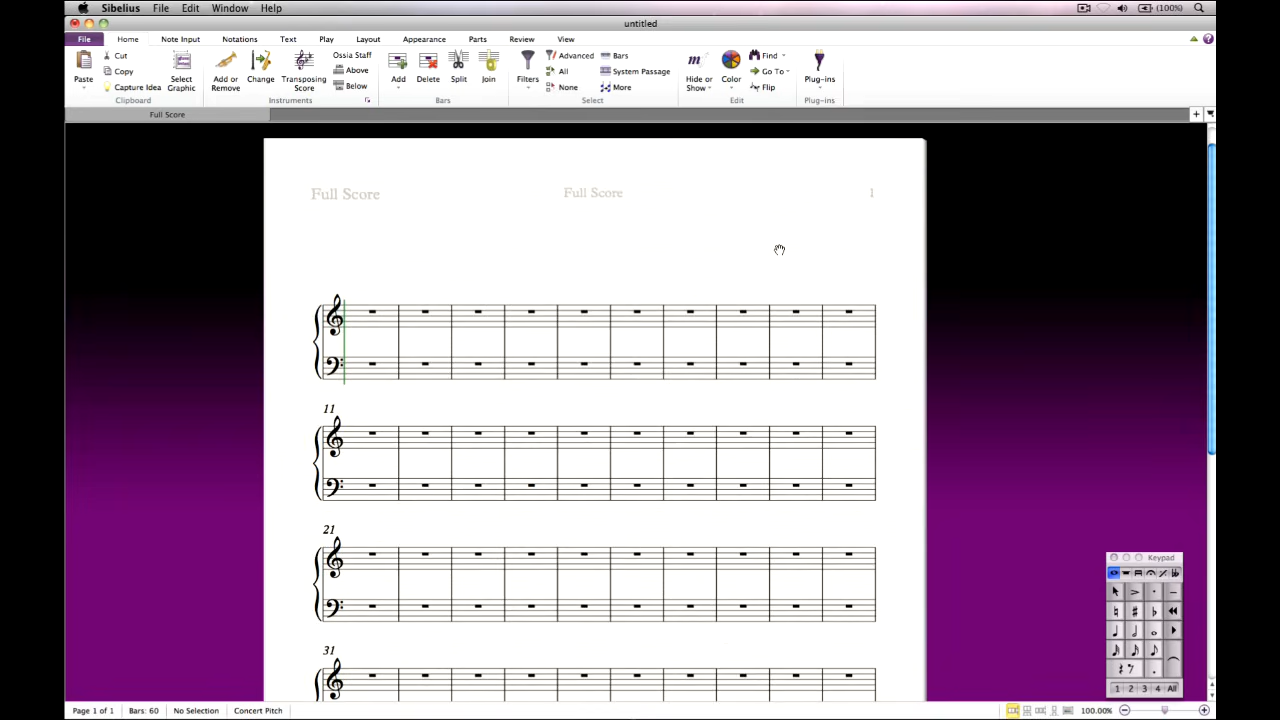 Sibelius File Edit Window Help (100%)
untitled
File Home Note Input Notations Text Play Layout Appearance Parts Review View
Paste
Cut
Copy
Capture Idea
Select Graphic
Clipboard
Add or Remove
Change
Transposing Score
Ossia Staff
Above
Below
Instruments
Add
Delete
Split
Join
Bars
Filters
Advanced
All
None
Bars
System Passage
More
Select
Hide or Show
Color
Find
Go To
Flip
Edit
Plug-ins
Plug-ins
Full Score
Full Score Full Score 1
11
21
31
Keypad
1 2 3 4 All
Page 1 of 1 Bars: 60 No Selection Concert Pitch 100.00%